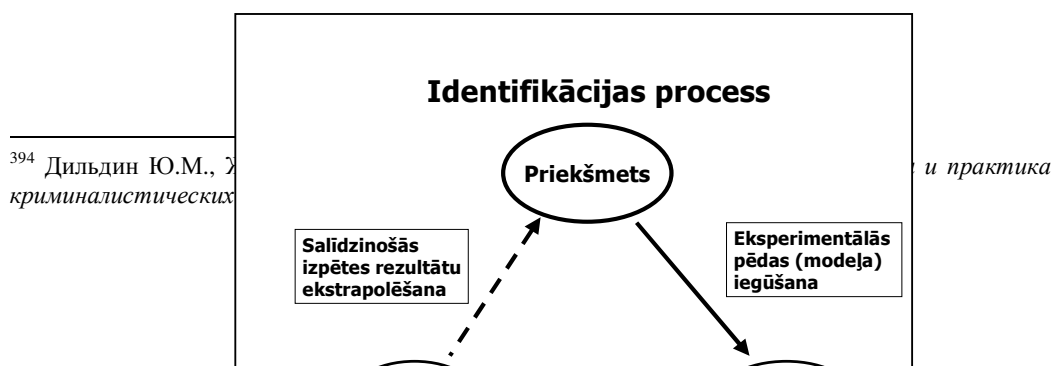 Identifikācijas process
Priekšmets
Salīdzinošās
izpētes rezultātu
ekstrapolēšana
Eksperimentālās
pēdas (modeļa)
iegūšana
394 Дильдин Ю.М., и практика
криминалистических